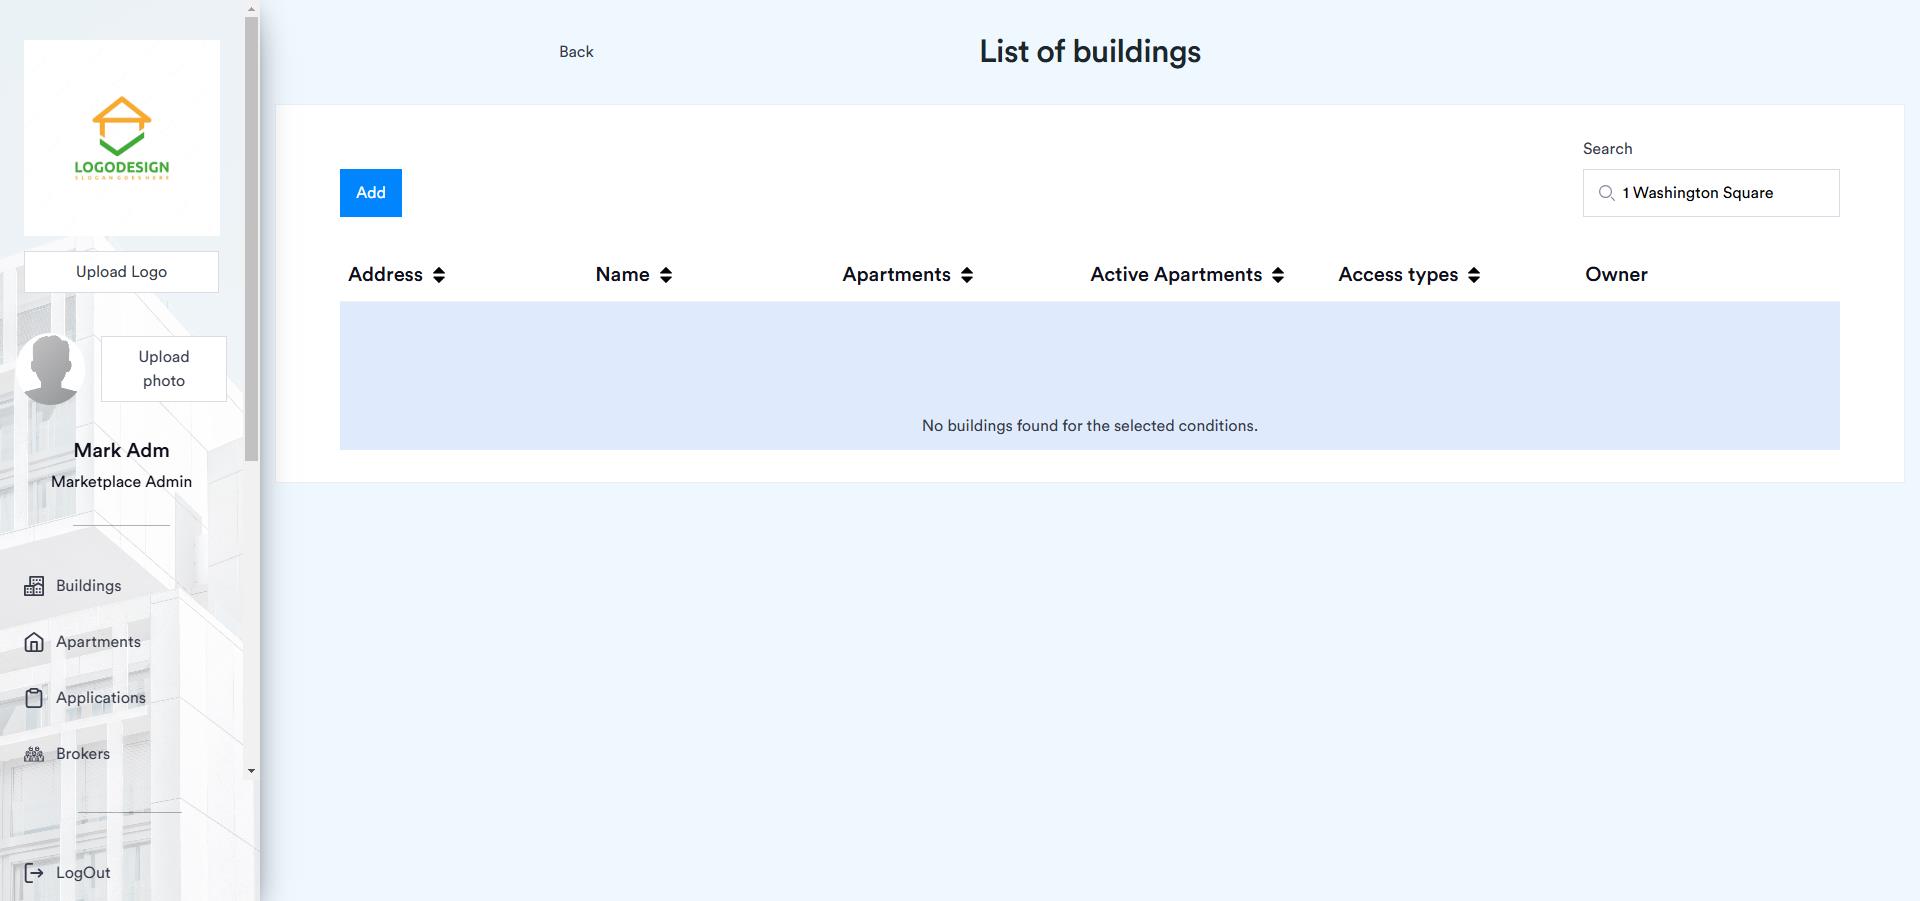 LOGODESIGN
SLOGANGOESHERE
Upload Logo
Upload
photo
Mark Adm
Marketplace Admin
Buildings
Apartments
Applications
Brokers
LogOut
Back
List of buildings
Add
Search
1 Washington Square
Address
Name
Apartments
Active Apartments
Access types
Owner
No buildings found for the selected conditions.